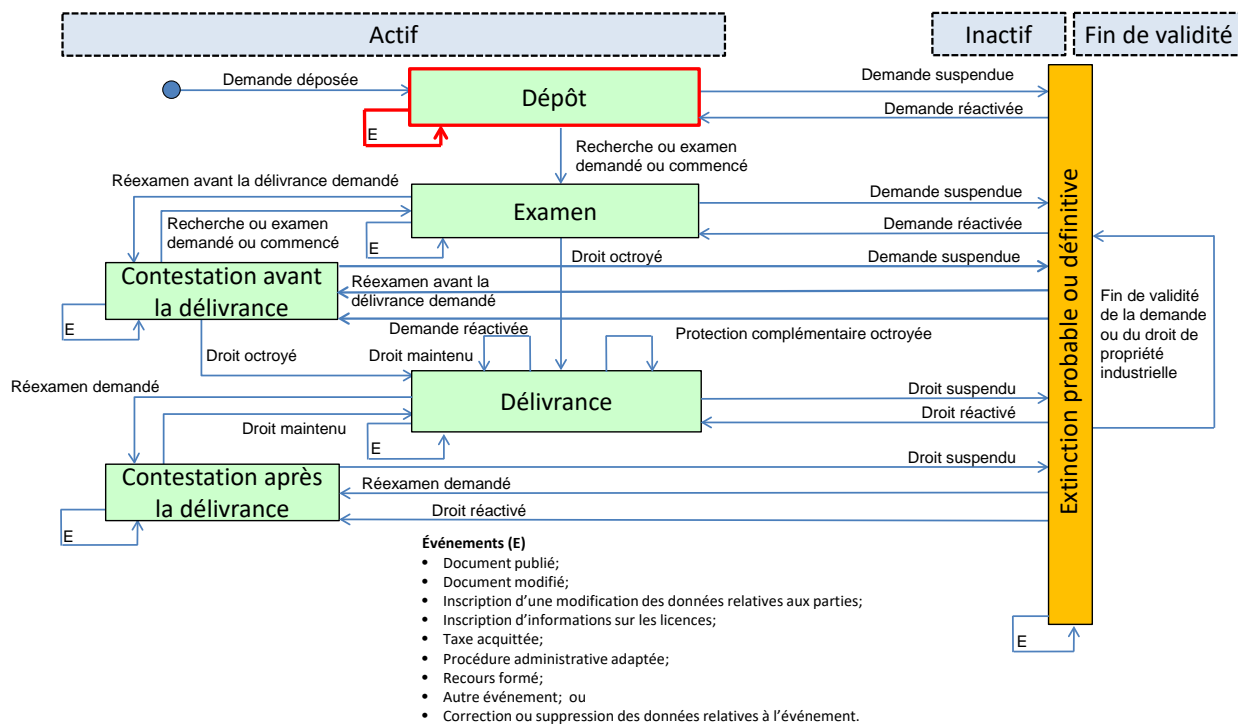 Actif
Inactif
Fin de validité
Demande déposée
Dépôt
Demande suspendue
Demande réactivée
E
Recherche ou examen
demandé ou commencé
Réexamen avant la délivrance demandé
Examen
Demande suspendue
Demande réactivée
Recherche ou examen
demandé ou commencé
E
Droit octroyé
Demande suspendue
Contestation avant
la délivrance
Réexamen avant la
délivrance demandé
E
Demande réactivée
Protection complémentaire octroyée
Droit octroyé
Droit maintenu
Fin de validité
de la demande
ou du droit de
propriété
industrielle
Extinction probable ou définitive
Réexamen demandé
Délivrance
Droit suspendu
Droit réactivé
Droit maintenu
E
Contestation après
la délivrance
Droit suspendu
Réexamen demandé
Droit réactivé
E
Événements (E)
• Document publié;
• Document modifié;
• Inscription d’une modification des données relatives aux parties;
• Inscription d’informations sur les licences;
• Taxe acquittée;
• Procédure administrative adaptée;
• Recours formé;
• Autre événement; ou
• Correction ou suppression des données relatives à l’événement.
E